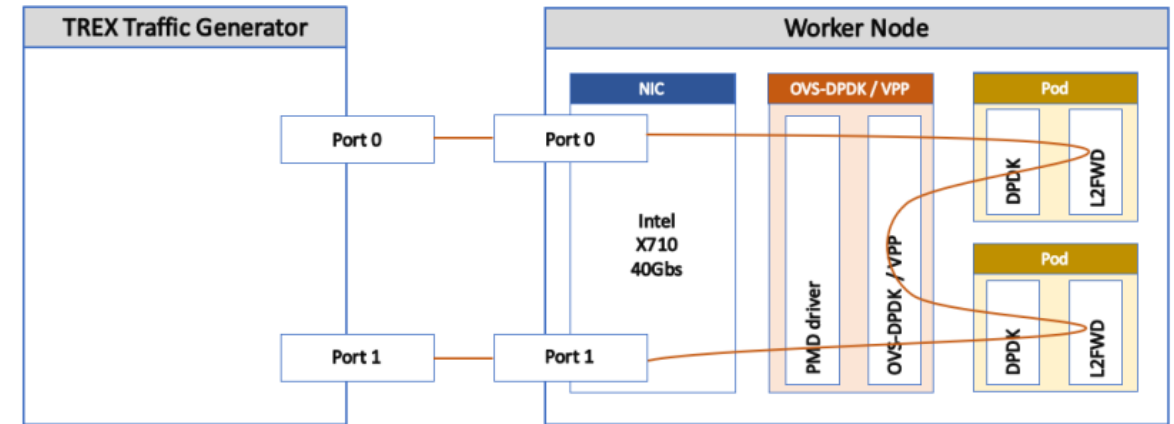 TREX Traffic Generator
Port 0
Port 1
Worker Node
NIC
Port 0
Intel
X710
40Gbs
Port 1
OVS-DPDK / VPP
PMD driver
OVS-DPDK / VPP
Pod
DPDK
L2FWD
Pod
DPDK
L2FWD